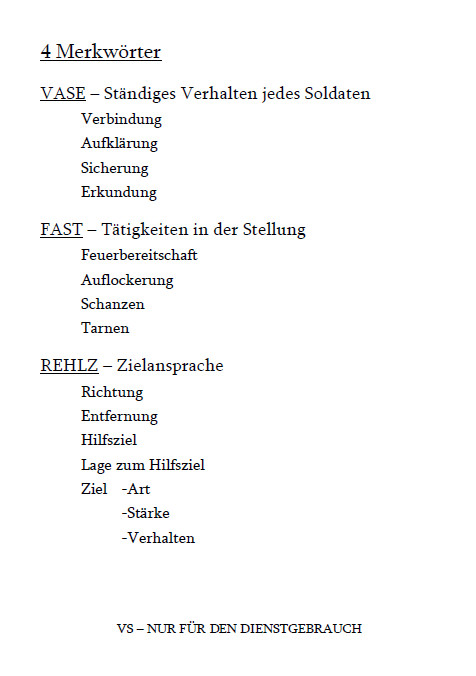 4 Merkwörter
VASE – Ständiges Verhalten jedes Soldaten
Verbindung
Aufklärung
Sicherung
Erkundung
FAST – Tätigkeiten in der Stellung
Feuerbereitschaft
Auflockerung
Schanzen
Tarnen
REHLZ – Zielansprache
Richtung
Entfernung
Hilfsziel
Lage zum Hilfsziel
Ziel -Art
-Stärke
-Verhalten
VS – NUR FÜR DEN DIENSTGEBRAUCH